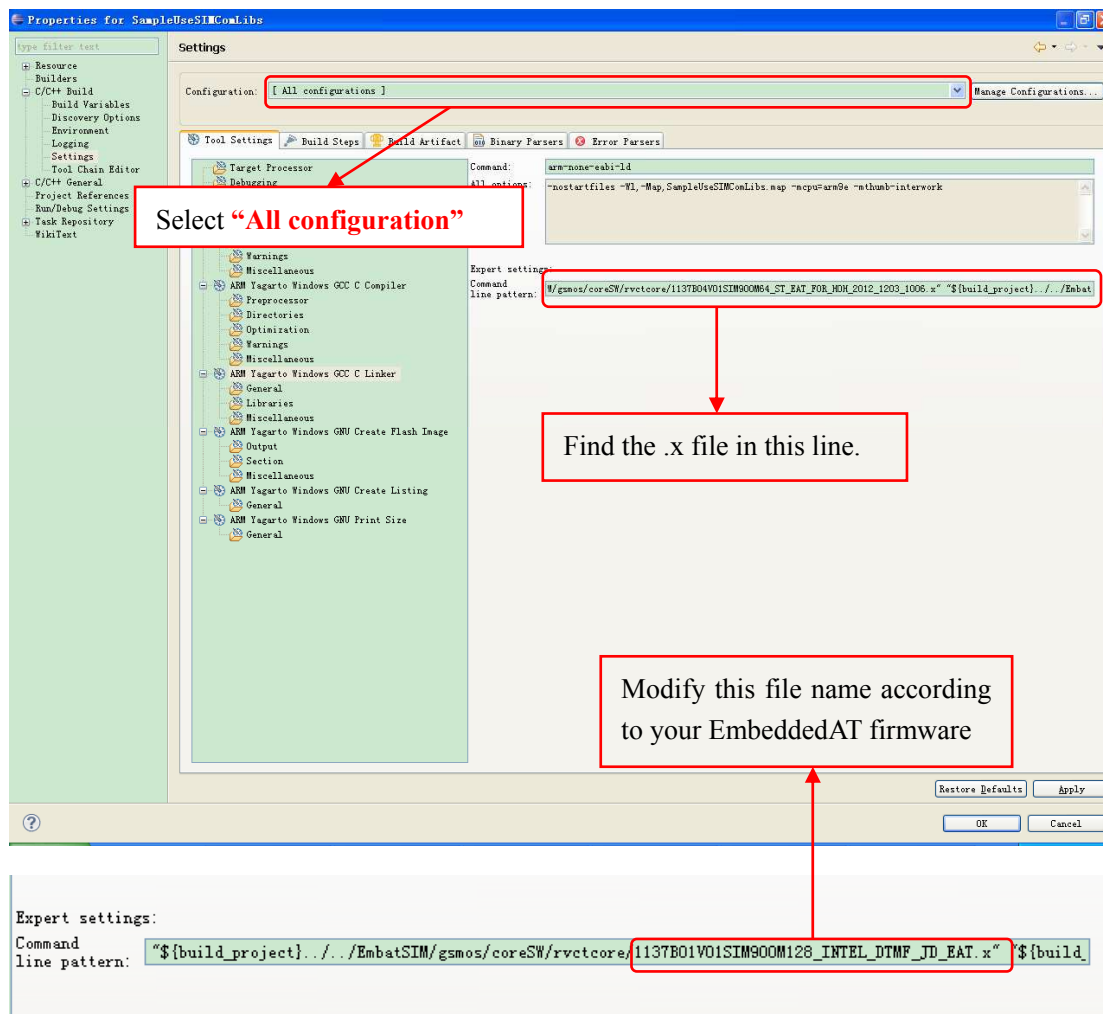 Properties for SampleUseSIMComLibs
type filter text
Settings
Resource
Builders
C/C++ Build
Build Variables
Discovery Options
Environment
Logging
Settings
Tool Chain Editor
C/C++ General
Project References
Run/Debug Settings
Task Repository
WikiText
Configuration: [ All configurations ]
Manage Configurations...
Tool Settings Build Steps Build Artifact Binary Parsers Error Parsers
Target Processor
Debugging
Select “All configuration”
Warnings
Miscellaneous
ARM Yagarto Windows GCC C Compiler
Preprocessor
Directories
Optimization
Warnings
Miscellaneous
ARM Yagarto Windows GCC C Linker
General
Libraries
Miscellaneous
ARM Yagarto Windows GNU Create Flash Image
Output
Section
Miscellaneous
ARM Yagarto Windows GNU Create Listing
General
ARM Yagarto Windows GNU Print Size
General
Command: arm-none-eabi-ld
All options: -nostartfiles -Wl,-Map,SampleUseSIMComLibs.map -mcpu=arm9e -mthumb-interwork
Expert settings:
Command
line pattern: W/gsmos/coreSW/rvctcore/1137B04V01SIM900M64_ST_EAT_FOR_HDH_2012_1203_1006.x" "${build_project}../../Embat
Find the .x file in this line.
Modify this file name according
to your EmbeddedAT firmware
Restore Defaults Apply
OK Cancel
Expert settings:
Command
line pattern: "${build_project}../../EmbatSIM/gsmos/coreSW/rvctcore/1137B01V01SIM900M128_INTEL_DTMF_JD_EAT.x" "${build_